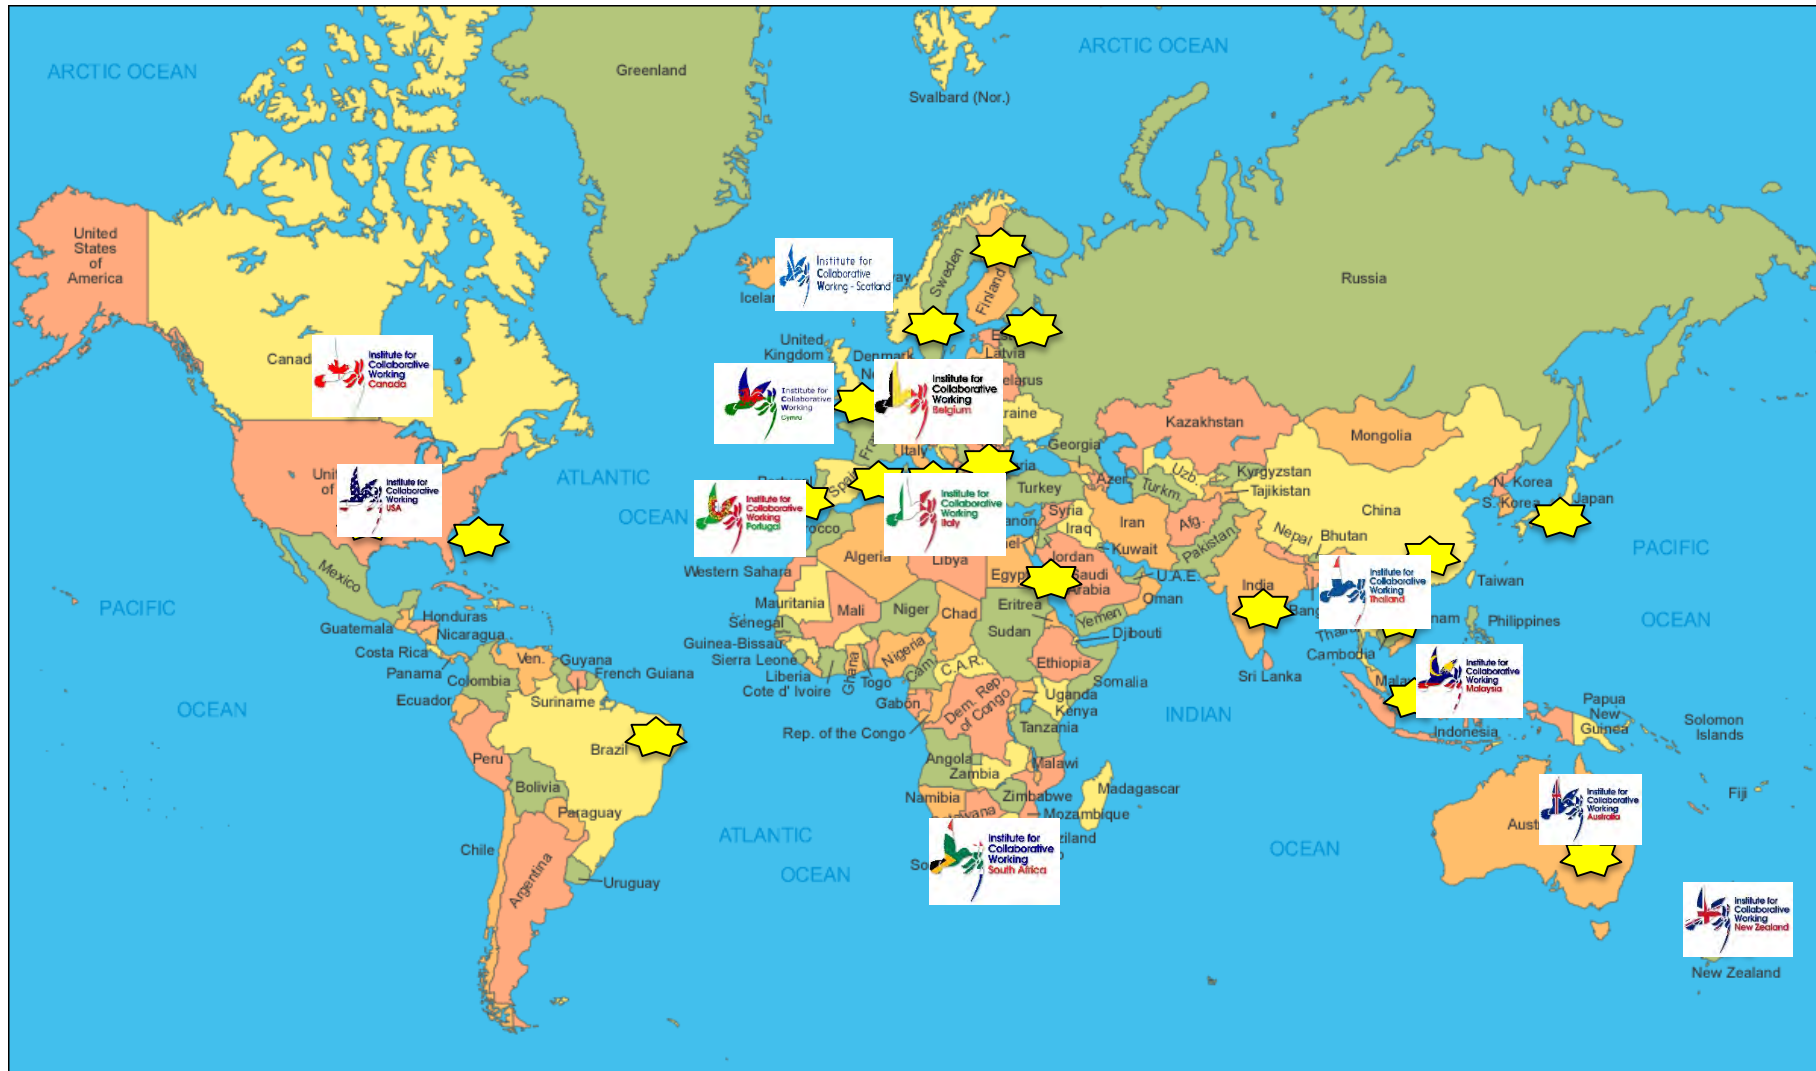 ARCTIC OCEAN
ARCTIC OCEAN
Greenland
Svalbard (Nor.)
United
States
of
America
Russia
Institute for
Collaborative
Working - Scotland
Sweden
Finland
United
Kingdom
Denmark
Latvia
Institute for
Collaborative
Working
Canada
Institute for
Collaborative
Working
Cymru
Institute for
Collaborative
Working
Belgium
Kazakhstan
Mongolia
Georgia
Italy
ATLANTIC
OCEAN
Institute for
Collaborative
Working
USA
Institute for
Collaborative
Working
Portugal
Institute for
Collaborative
Working
Italy
Turkey
Azer.
Uzb.
Turkm.
Kyrgyzstan
Tajikistan
N. Korea
S. Korea
Japan
China
Syria
Iraq
Iran
Afg.
Pakistan
Nepal
Bhutan
Kuwait
Jordan
Saudi
Arabia
U.A.E.
Oman
Yemen
India
Taiwan
PACIFIC
OCEAN
Algeria
Libya
Egypt
Western Sahara
Mauritania
Mali
Niger
Chad
Sudan
Eritrea
Djibouti
Ethiopia
Somalia
Senegal
Guinea-Bissau
Sierra Leone
Liberia
Cote d' Ivoire
Ghana
Togo
Nigeria
Cam.
C.A.R.
Gabon
Rep. of the Congo
Dem. Rep
of Congo
Uganda
Kenya
Tanzania
Mexico
PACIFIC
OCEAN
Guatemala
Honduras
Nicaragua
Costa Rica
Panama
Ven.
Guyana
French Guiana
Suriname
Colombia
Ecuador
Peru
Brazil
Bolivia
Paraguay
Chile
Argentina
Uruguay
Institute for
Collaborative
Working
Thailand
Philippines
Cambodia
Sri Lanka
Institute for
Collaborative
Working
Malaysia
Indonesia
Papua
New
Guinea
Solomon
Islands
INDIAN
OCEAN
Angola
Zambia
Malawi
Namibia
Zimbabwe
Mozambique
Madagascar
ATLANTIC
OCEAN
Institute for
Collaborative
Working
South Africa
Institute for
Collaborative
Working
Australia
Fiji
Institute for
Collaborative
Working
New Zealand
New Zealand